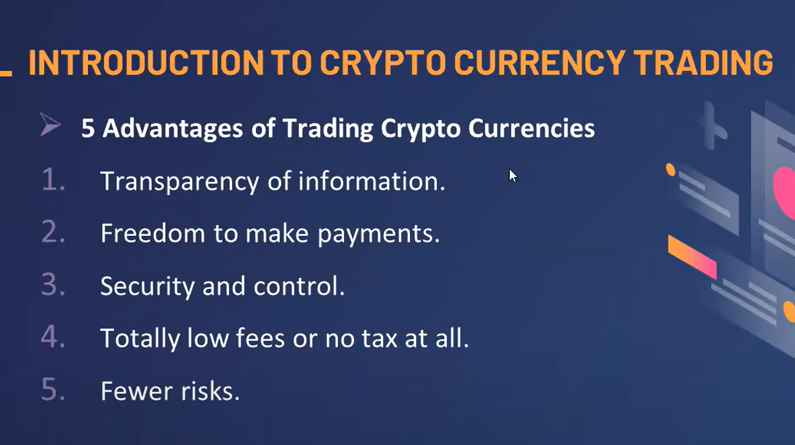 INTRODUCTION TO CRYPTO CURRENCY TRADING
5 Advantages of Trading Crypto Currencies
1. Transparency of information.
2. Freedom to make payments.
3. Security and control.
4. Totally low fees or no tax at all.
5. Fewer risks.